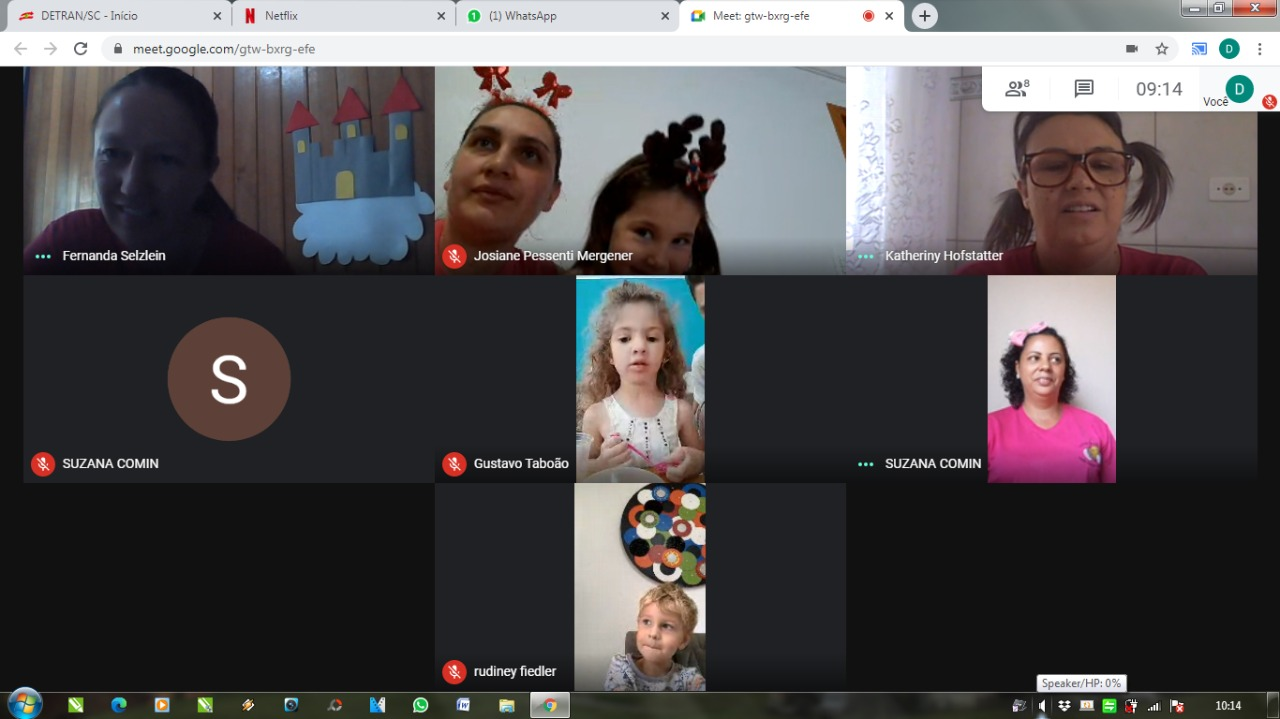 DETRAN/SC - Início
Netflix
(1) WhatsApp
Meet: gtw-bxrg-efe
meet.google.com/gtw-bxrg-efe
D
8
09:14
Você
D
Fernanda Selzlein
Josiane Pessenti Mergener
Katheriny Hofstatter
S
SUZANA COMIN
Gustavo Taboão
SUZANA COMIN
rudiney fiedler
Speaker/HP: 0%
10:14